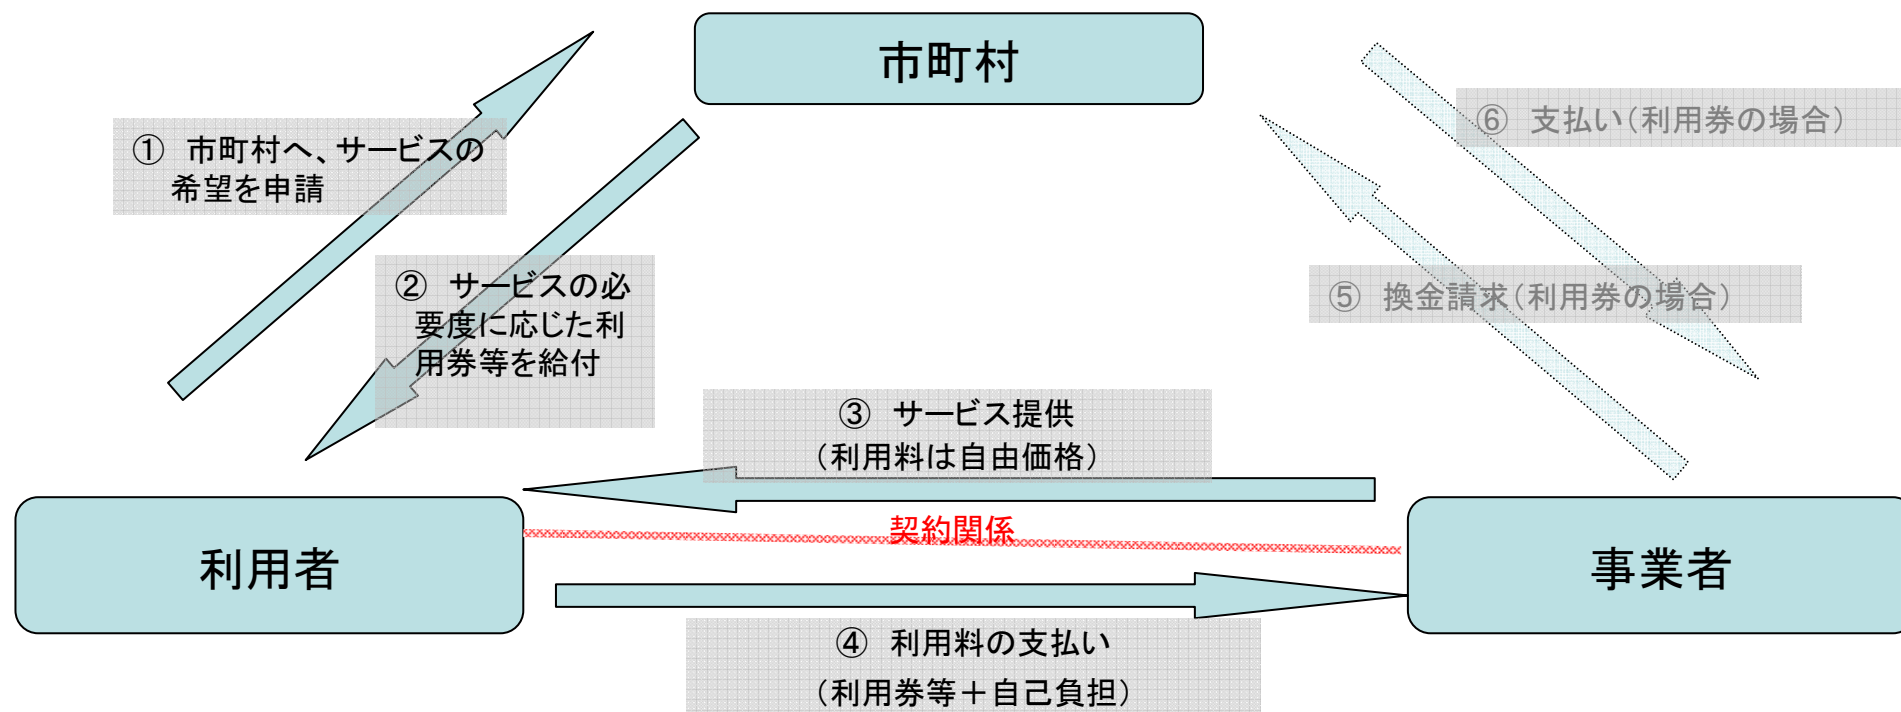 市町村
① 市町村へ、サービスの
希望を申請
② サービスの必
要度に応じた利
用券等を給付
⑥ 支払い(利用券の場合)
⑤ 換金請求(利用券の場合)
③ サービス提供
(利用料は自由価格)
契約関係
利用者
事業者
④ 利用料の支払い
(利用券等+自己負担)